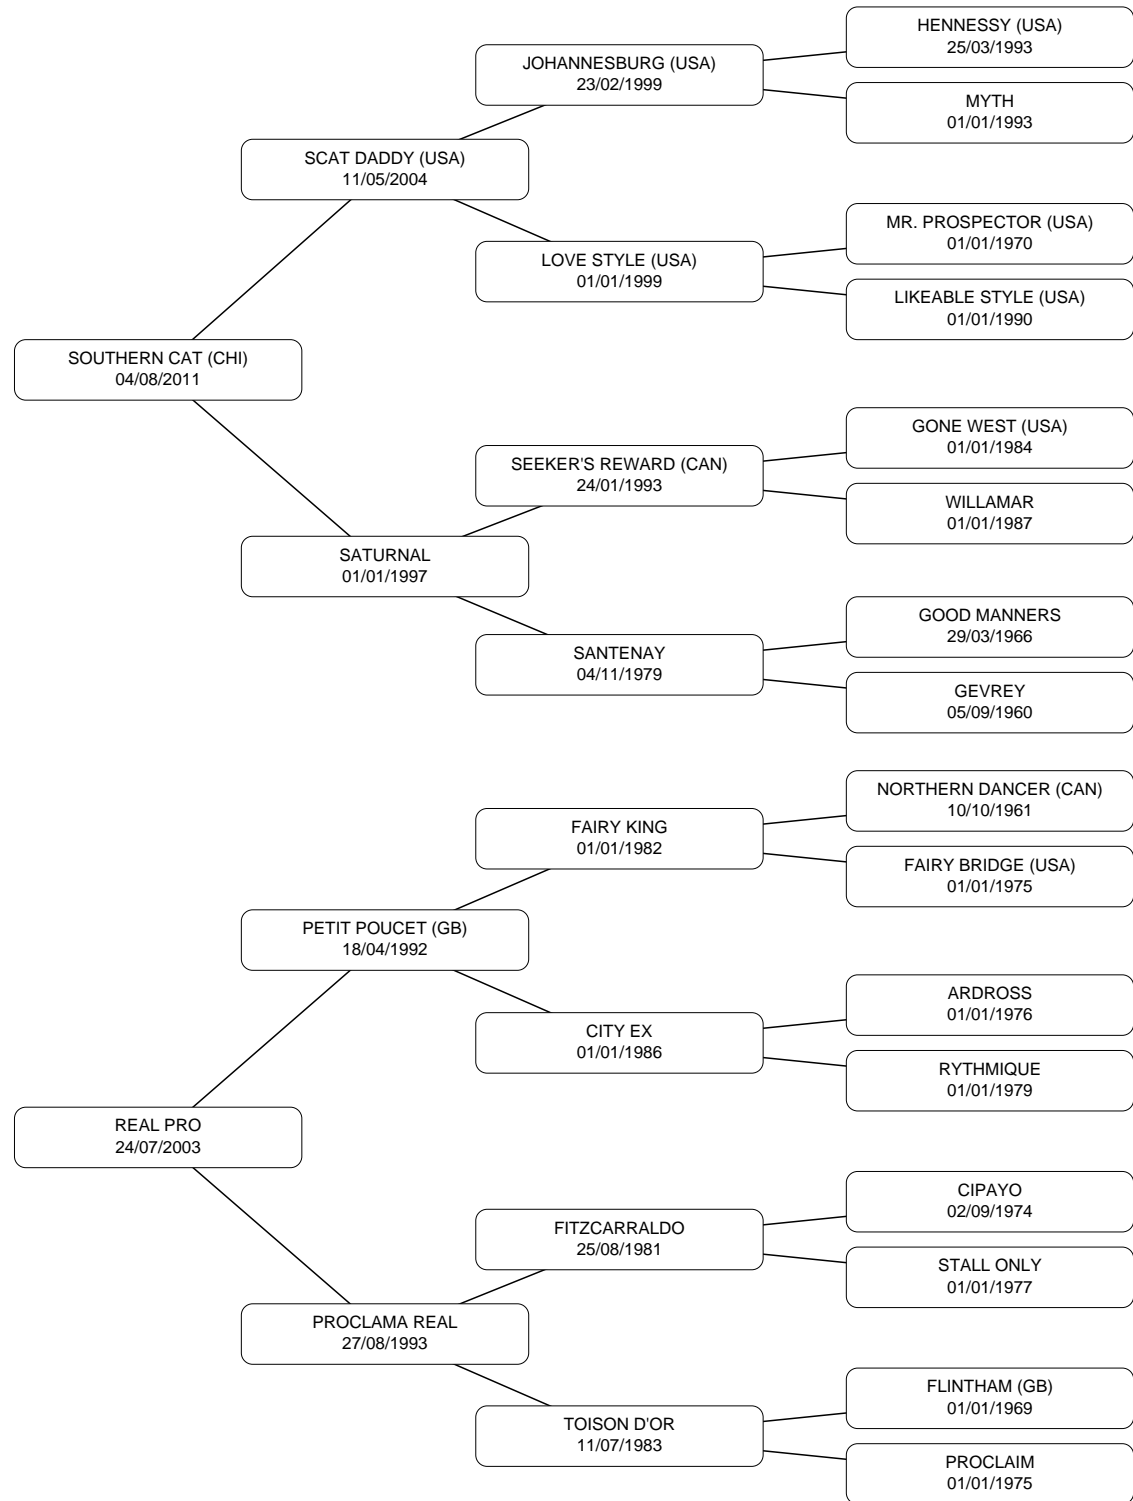 HENNESSY (USA)
25/03/1993
JOHANNESBURG (USA)
23/02/1999
MYTH
01/01/1993
SCAT DADDY (USA)
11/05/2004
MR. PROSPECTOR (USA)
01/01/1970
LOVE STYLE (USA)
01/01/1999
LIKEABLE STYLE (USA)
01/01/1990
SOUTHERN CAT (CHI)
04/08/2011
GONE WEST (USA)
01/01/1984
SEEKER'S REWARD (CAN)
24/01/1993
WILLAMAR
01/01/1987
SATURNAL
01/01/1997
GOOD MANNERS
29/03/1966
SANTENAY
04/11/1979
GEVREY
05/09/1960
NORTHERN DANCER (CAN)
10/10/1961
FAIRY KING
01/01/1982
FAIRY BRIDGE (USA)
01/01/1975
PETIT POUCET (GB)
18/04/1992
ARDROSS
01/01/1976
CITY EX
01/01/1986
RYTHMIQUE
01/01/1979
REAL PRO
24/07/2003
CIPAYO
02/09/1974
FITZCARRALDO
25/08/1981
STALL ONLY
01/01/1977
PROCLAMA REAL
27/08/1993
FLINTHAM (GB)
01/01/1969
TOISON D'OR
11/07/1983
PROCLAIM
01/01/1975